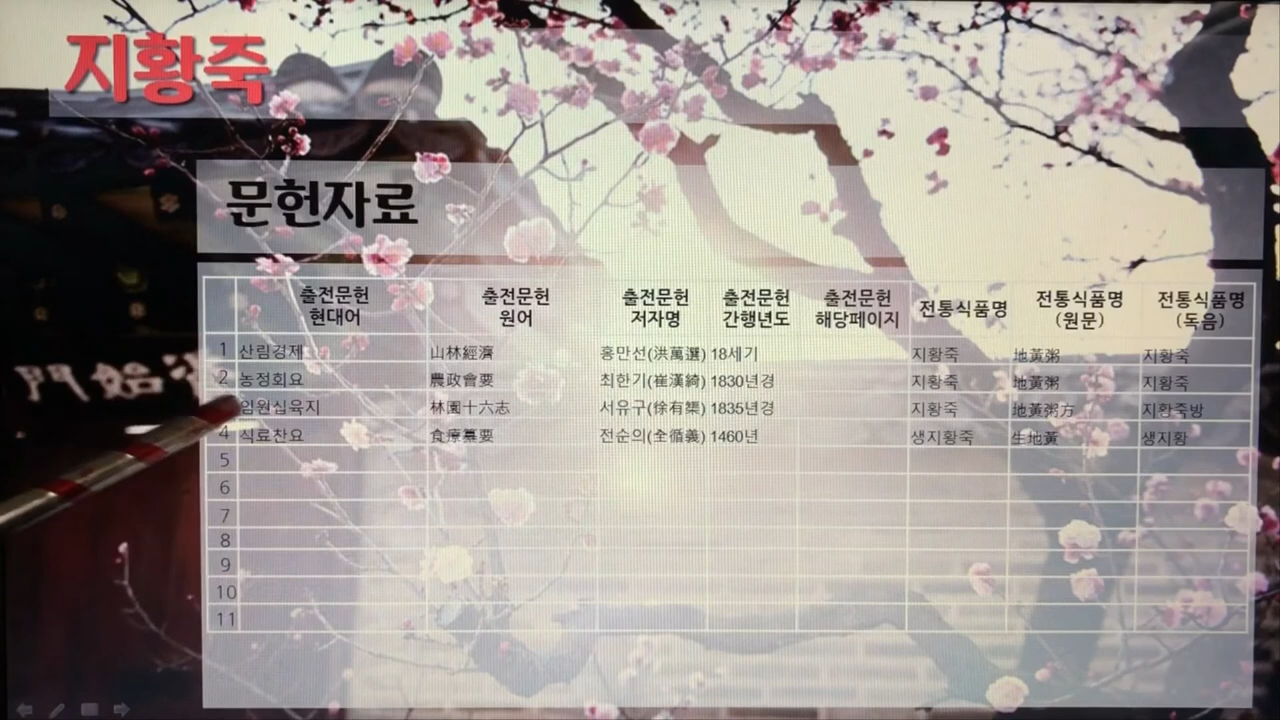 지황죽
문헌자료
출전문헌 현대어 출전문헌 원어 출전문헌 저자명 출전문헌 간행년도 출전문헌 해당페이지 전통식품명 전통식품명 (원문) 전통식품명 (독음)
1 산림경제 山林經濟 홍만선(洪萬選) 18세기 지황죽 地黃粥 지황죽
2 농정회요 農政會要 최한기(崔漢綺) 1830년경 지황죽 地黃粥 지황죽
임원십육지 林園十六志 서유구(徐有榘) 1835년경 지황죽 地黃粥方 지황죽방
4 식료찬요 食療纂要 전순의(全循義) 1460년 생지황죽 生地黃 생지황
5
6
7
8
9
10
11